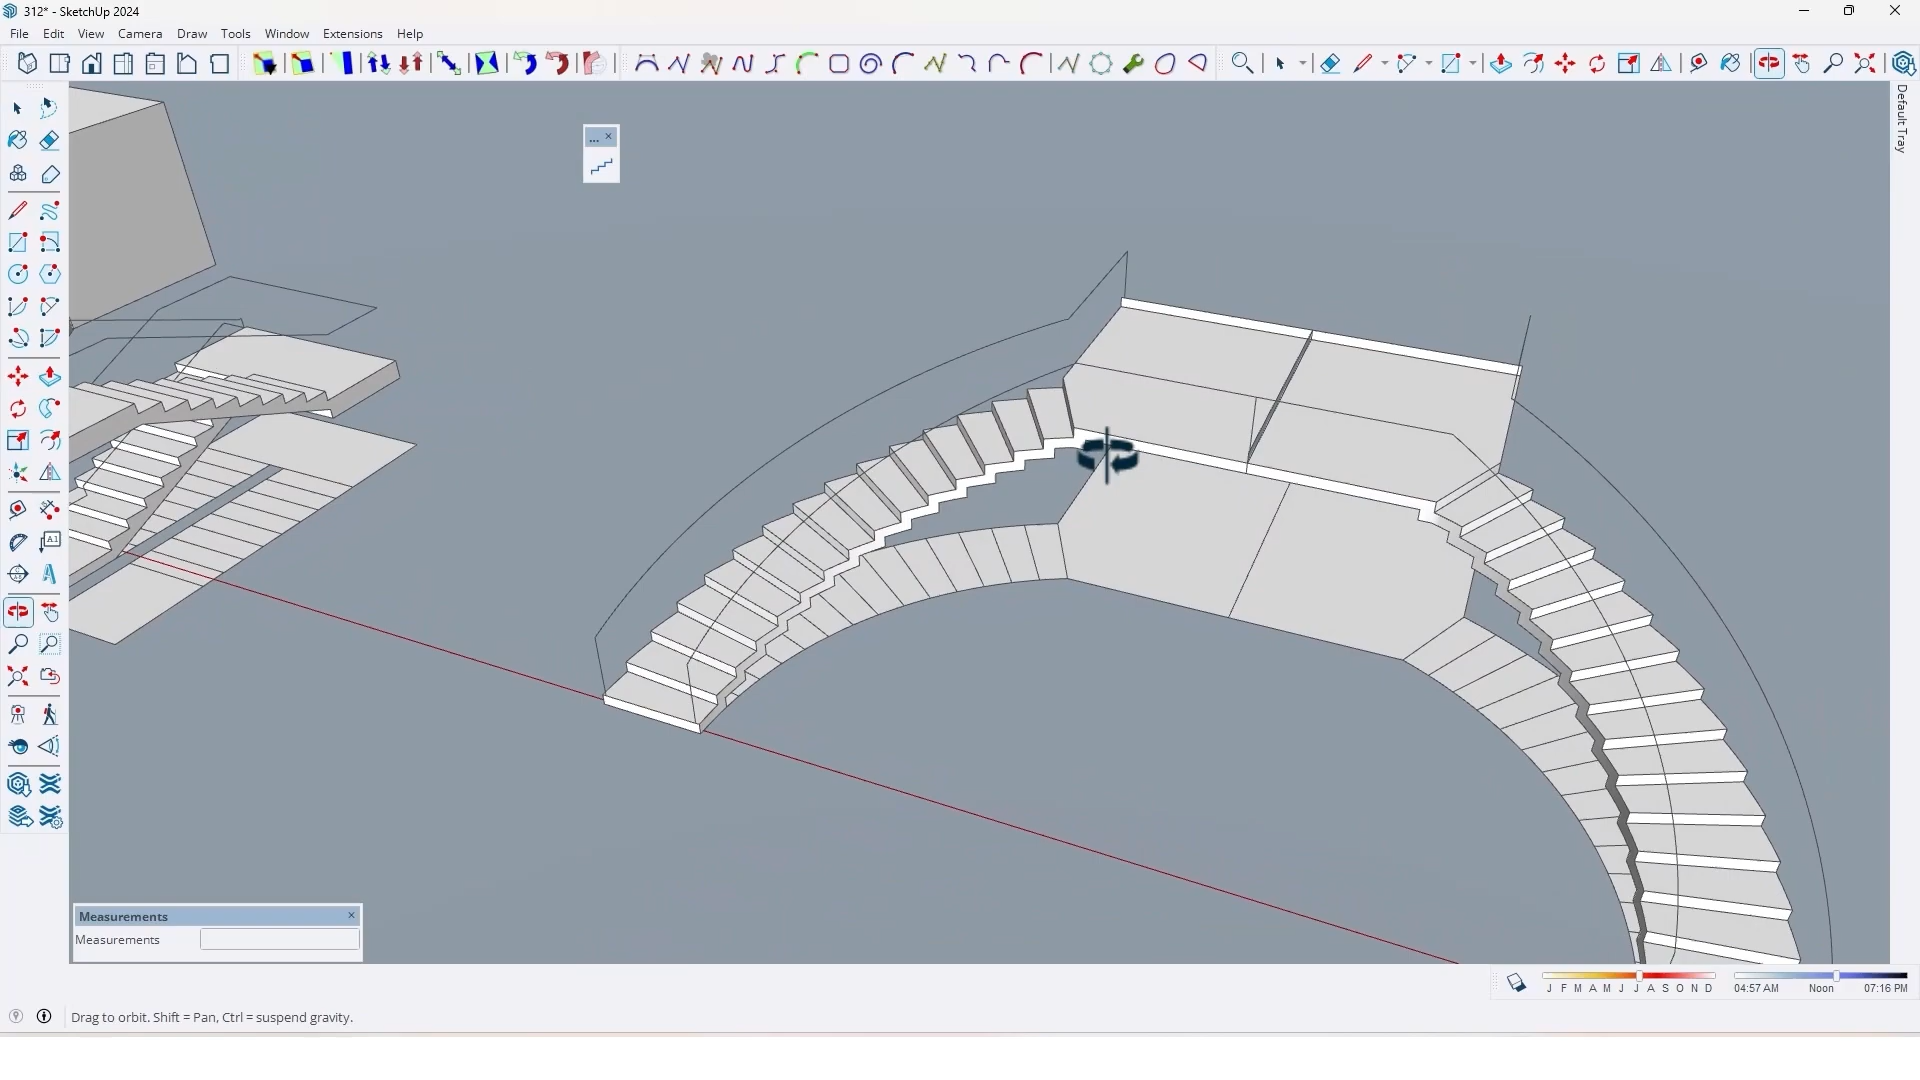 312* - SketchUp 2024
File Edit View Camera Draw Tools Window Extensions Help
Default Tray
...
A1
Measurements
Measurements
J F M A M J J A S O N D
04:57 AM Noon 07:16 PM
Drag to orbit. Shift = Pan, Ctrl = suspend gravity.